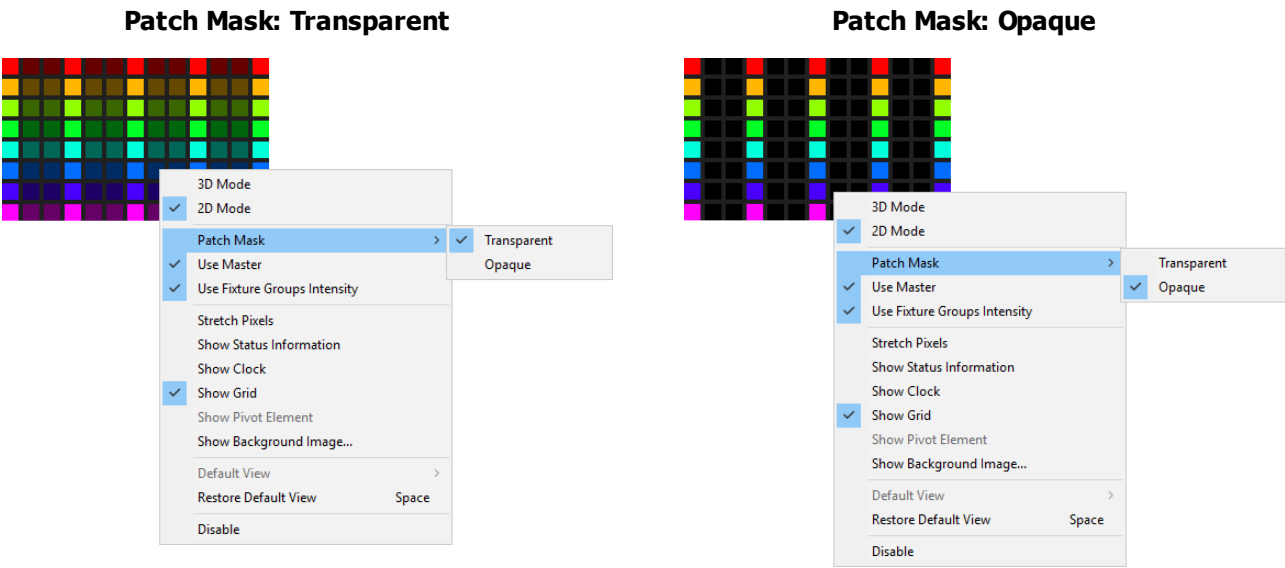 Patch Mask: Transparent
3D Mode
2D Mode
Patch Mask
Transparent
Use Master
Opaque
Use Fixture Groups Intensity
Stretch Pixels
Show Status Information
Show Clock
Show Grid
Show Pivot Element
Show Background Image...
Default View
Restore Default View Space
Disable
Patch Mask: Opaque
3D Mode
2D Mode
Patch Mask
Transparent
Use Master
Opaque
Use Fixture Groups Intensity
Stretch Pixels
Show Status Information
Show Clock
Show Grid
Show Pivot Element
Show Background Image...
Default View
Restore Default View Space
Disable